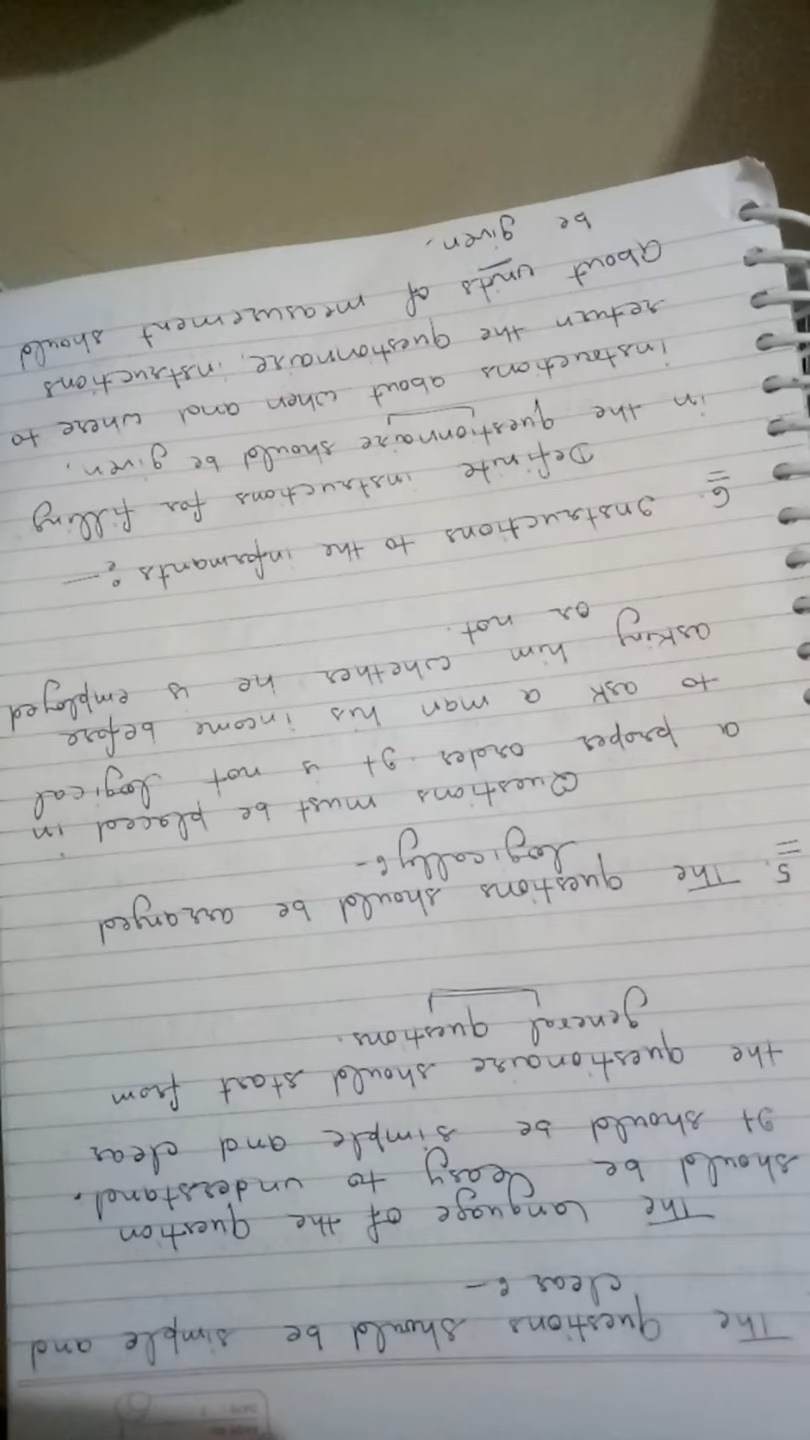 The questions should be simple and
clear :-
The language of the question
should be easy to understand.
It should be simple and clear
the questionaire should start from
general questions.
5. The questions should be arranged
logically :-
Questions must be placed in
a proper order. It is not logical
to ask a man his income before
asking him whether he is employed
or not.
6. Instructions to the informants :-
Definite instructions for filling
in the questionnaire should be given,
instructions about when and where to
return the questionnaire, instructions
about units of measurement should
be given.